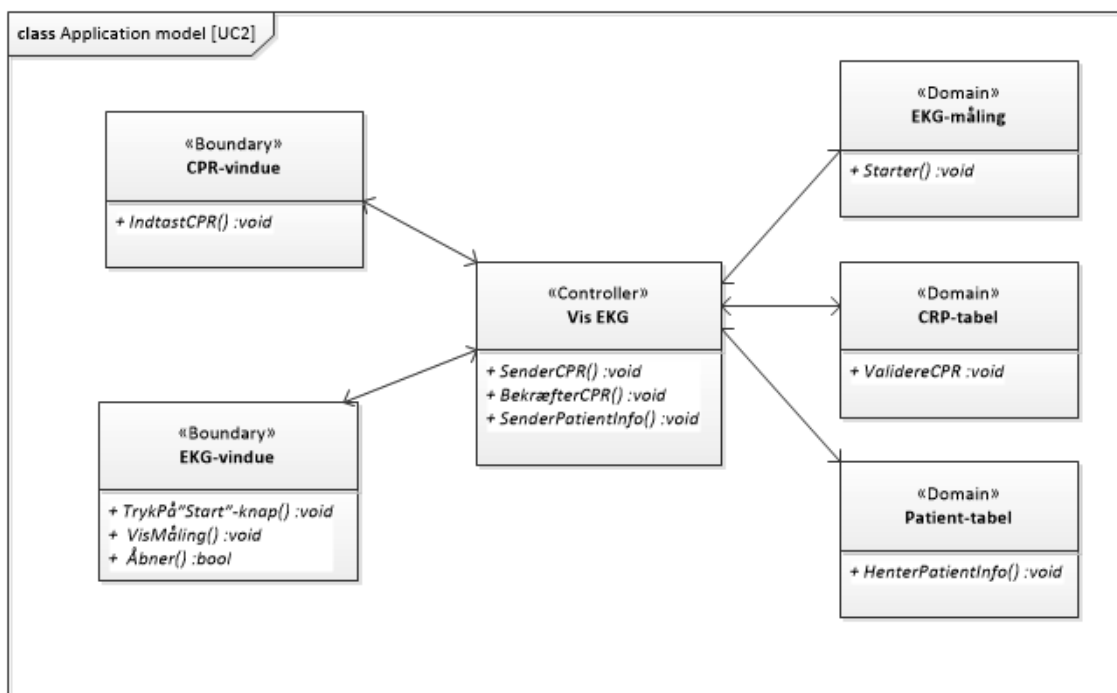 class Application model [UC2]
«Boundary»
CPR-vindue
+ IndtastCPR() :void
«Boundary»
EKG-vindue
+ TrykPå"Start"-knap() :void
+ VisMåling() :void
+ Åbner() :bool
«Controller»
Vis EKG
+ SenderCPR() :void
+ BekræfterCPR() :void
+ SenderPatientInfo() :void
«Domain»
EKG-måling
+ Starter() :void
«Domain»
CRP-tabel
+ ValidereCPR :void
«Domain»
Patient-tabel
+ HenterPatientInfo() :void